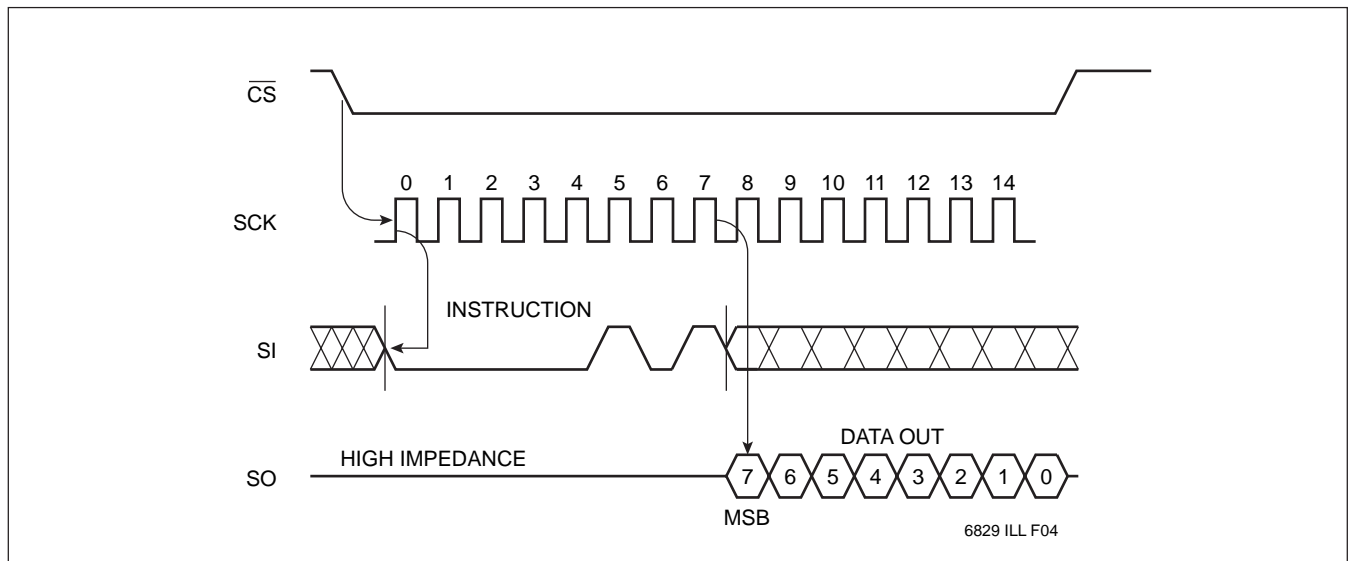 CS
0 1 2 3 4 5 6 7 8 9 10 11 12 13 14
SCK
INSTRUCTION
SI
DATA OUT
HIGH IMPEDANCE
SO
7 6 5 4 3 2 1 0
MSB
6829 ILL F04